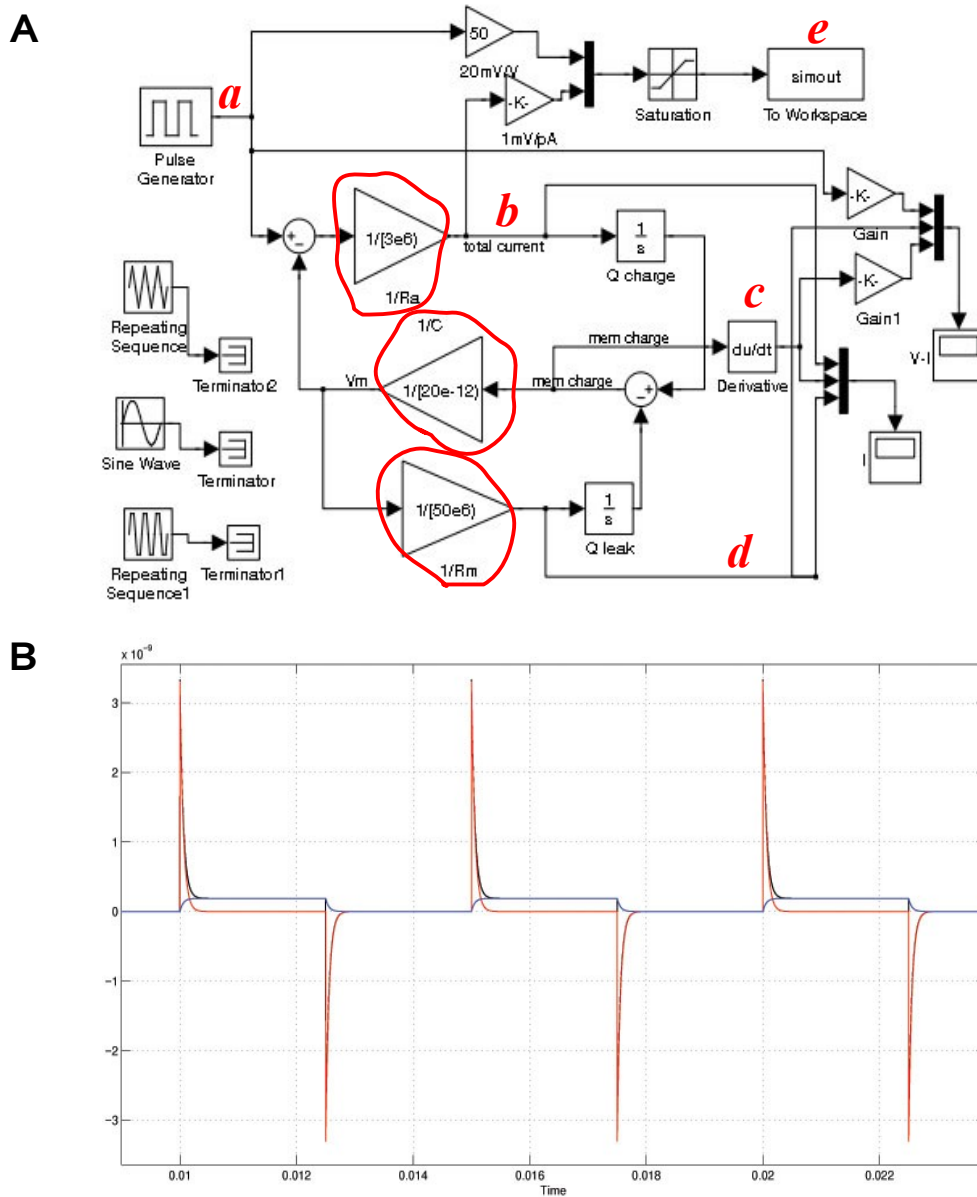 A
a
Pulse
Generator
50
20mV/V
-K-
1mV/pA
Saturation
e
simout
To Workspace
+
-
1/[3e6)
1/Ra
b
total current
1
s
Q charge
-K-
Gain
-K-
Gain1
V-I
Repeating
Sequence
Terminator2
1/C
1/[20e-12)
Vm
mem charge
mem charge
-
+
c
du/dt
Derivative
I
Sine Wave
Terminator
1/[50e6)
1/Rm
1
s
Q leak
d
Repeating
Sequence1
Terminator1
B
x 10⁻⁹
3
2
1
0
-1
-2
-3
0.01
0.012
0.014
0.016
0.018
0.02
0.022
Time